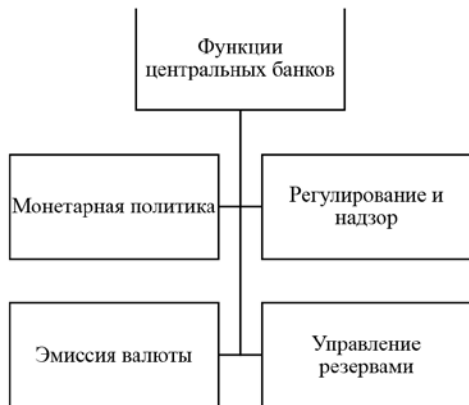 Функции
центральных банков
Монетарная политика
Регулирование и
надзор
Эмиссия валюты
Управление
резервами